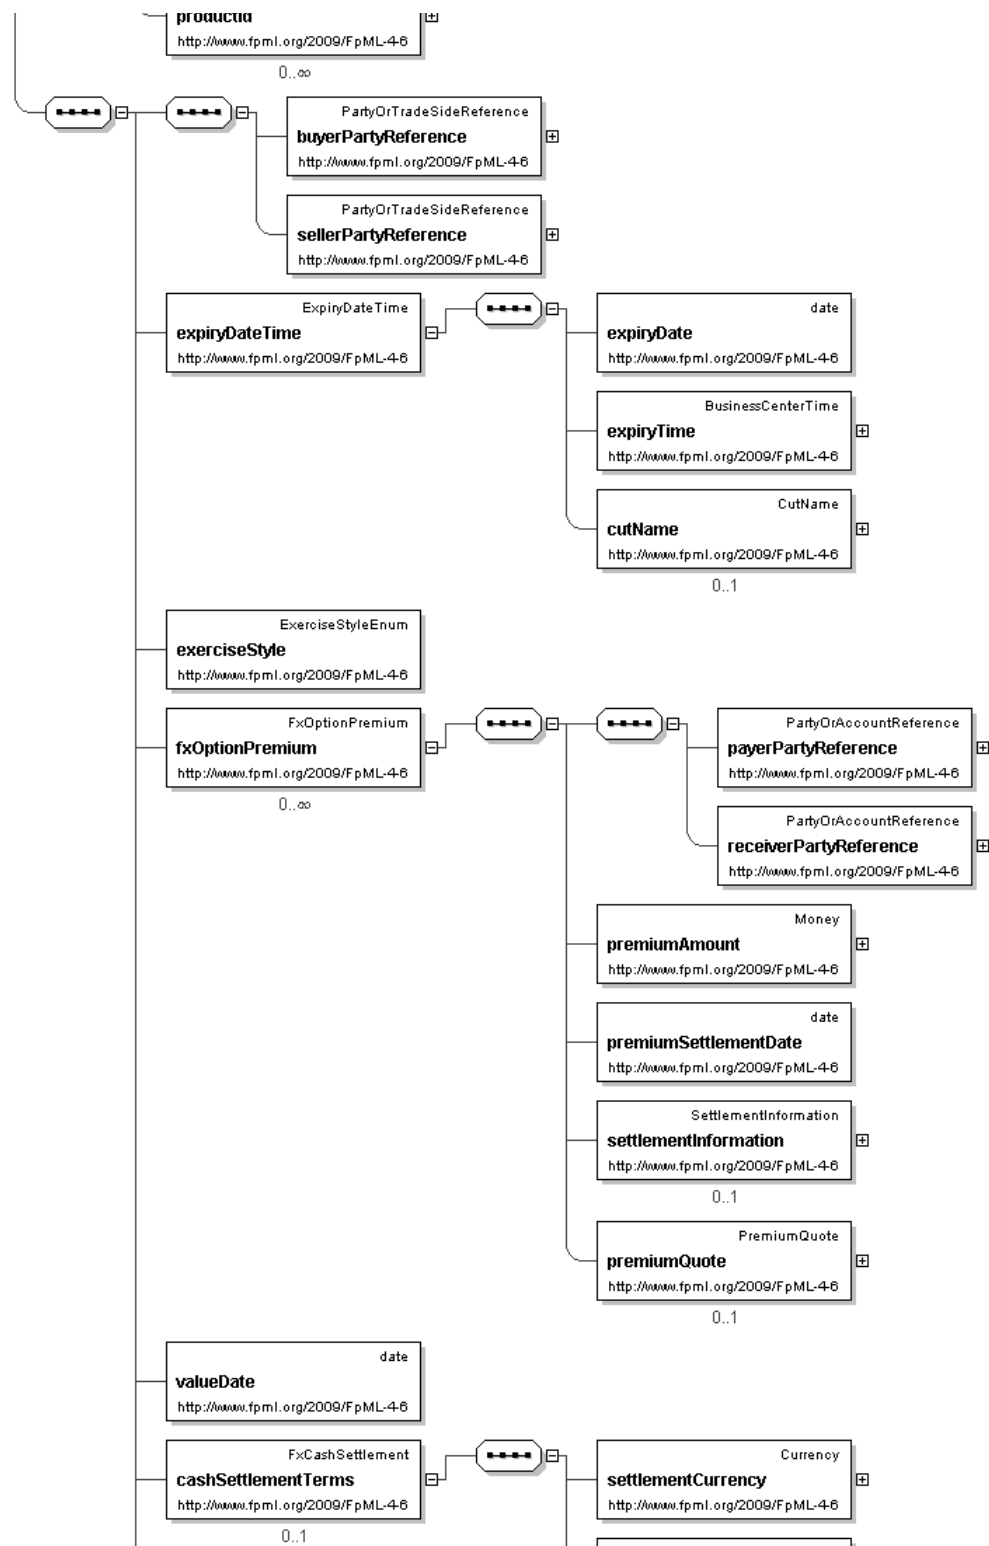 productId
http://www.fpml.org/2009/FpML-4-6
0..∞
PartyOrTradeSideReference
buyerPartyReference
http://www.fpml.org/2009/FpML-4-6
PartyOrTradeSideReference
sellerPartyReference
http://www.fpml.org/2009/FpML-4-6
ExpiryDateTime
expiryDateTime
http://www.fpml.org/2009/FpML-4-6
date
expiryDate
http://www.fpml.org/2009/FpML-4-6
BusinessCenterTime
expiryTime
http://www.fpml.org/2009/FpML-4-6
CutName
cutName
http://www.fpml.org/2009/FpML-4-6
0..1
ExerciseStyleEnum
exerciseStyle
http://www.fpml.org/2009/FpML-4-6
FxOptionPremium
fxOptionPremium
http://www.fpml.org/2009/FpML-4-6
0..∞
PartyOrAccountReference
payerPartyReference
http://www.fpml.org/2009/FpML-4-6
PartyOrAccountReference
receiverPartyReference
http://www.fpml.org/2009/FpML-4-6
Money
premiumAmount
http://www.fpml.org/2009/FpML-4-6
date
premiumSettlementDate
http://www.fpml.org/2009/FpML-4-6
SettlementInformation
settlementInformation
http://www.fpml.org/2009/FpML-4-6
0..1
PremiumQuote
premiumQuote
http://www.fpml.org/2009/FpML-4-6
0..1
date
valueDate
http://www.fpml.org/2009/FpML-4-6
FxCashSettlement
cashSettlementTerms
http://www.fpml.org/2009/FpML-4-6
0..1
Currency
settlementCurrency
http://www.fpml.org/2009/FpML-4-6